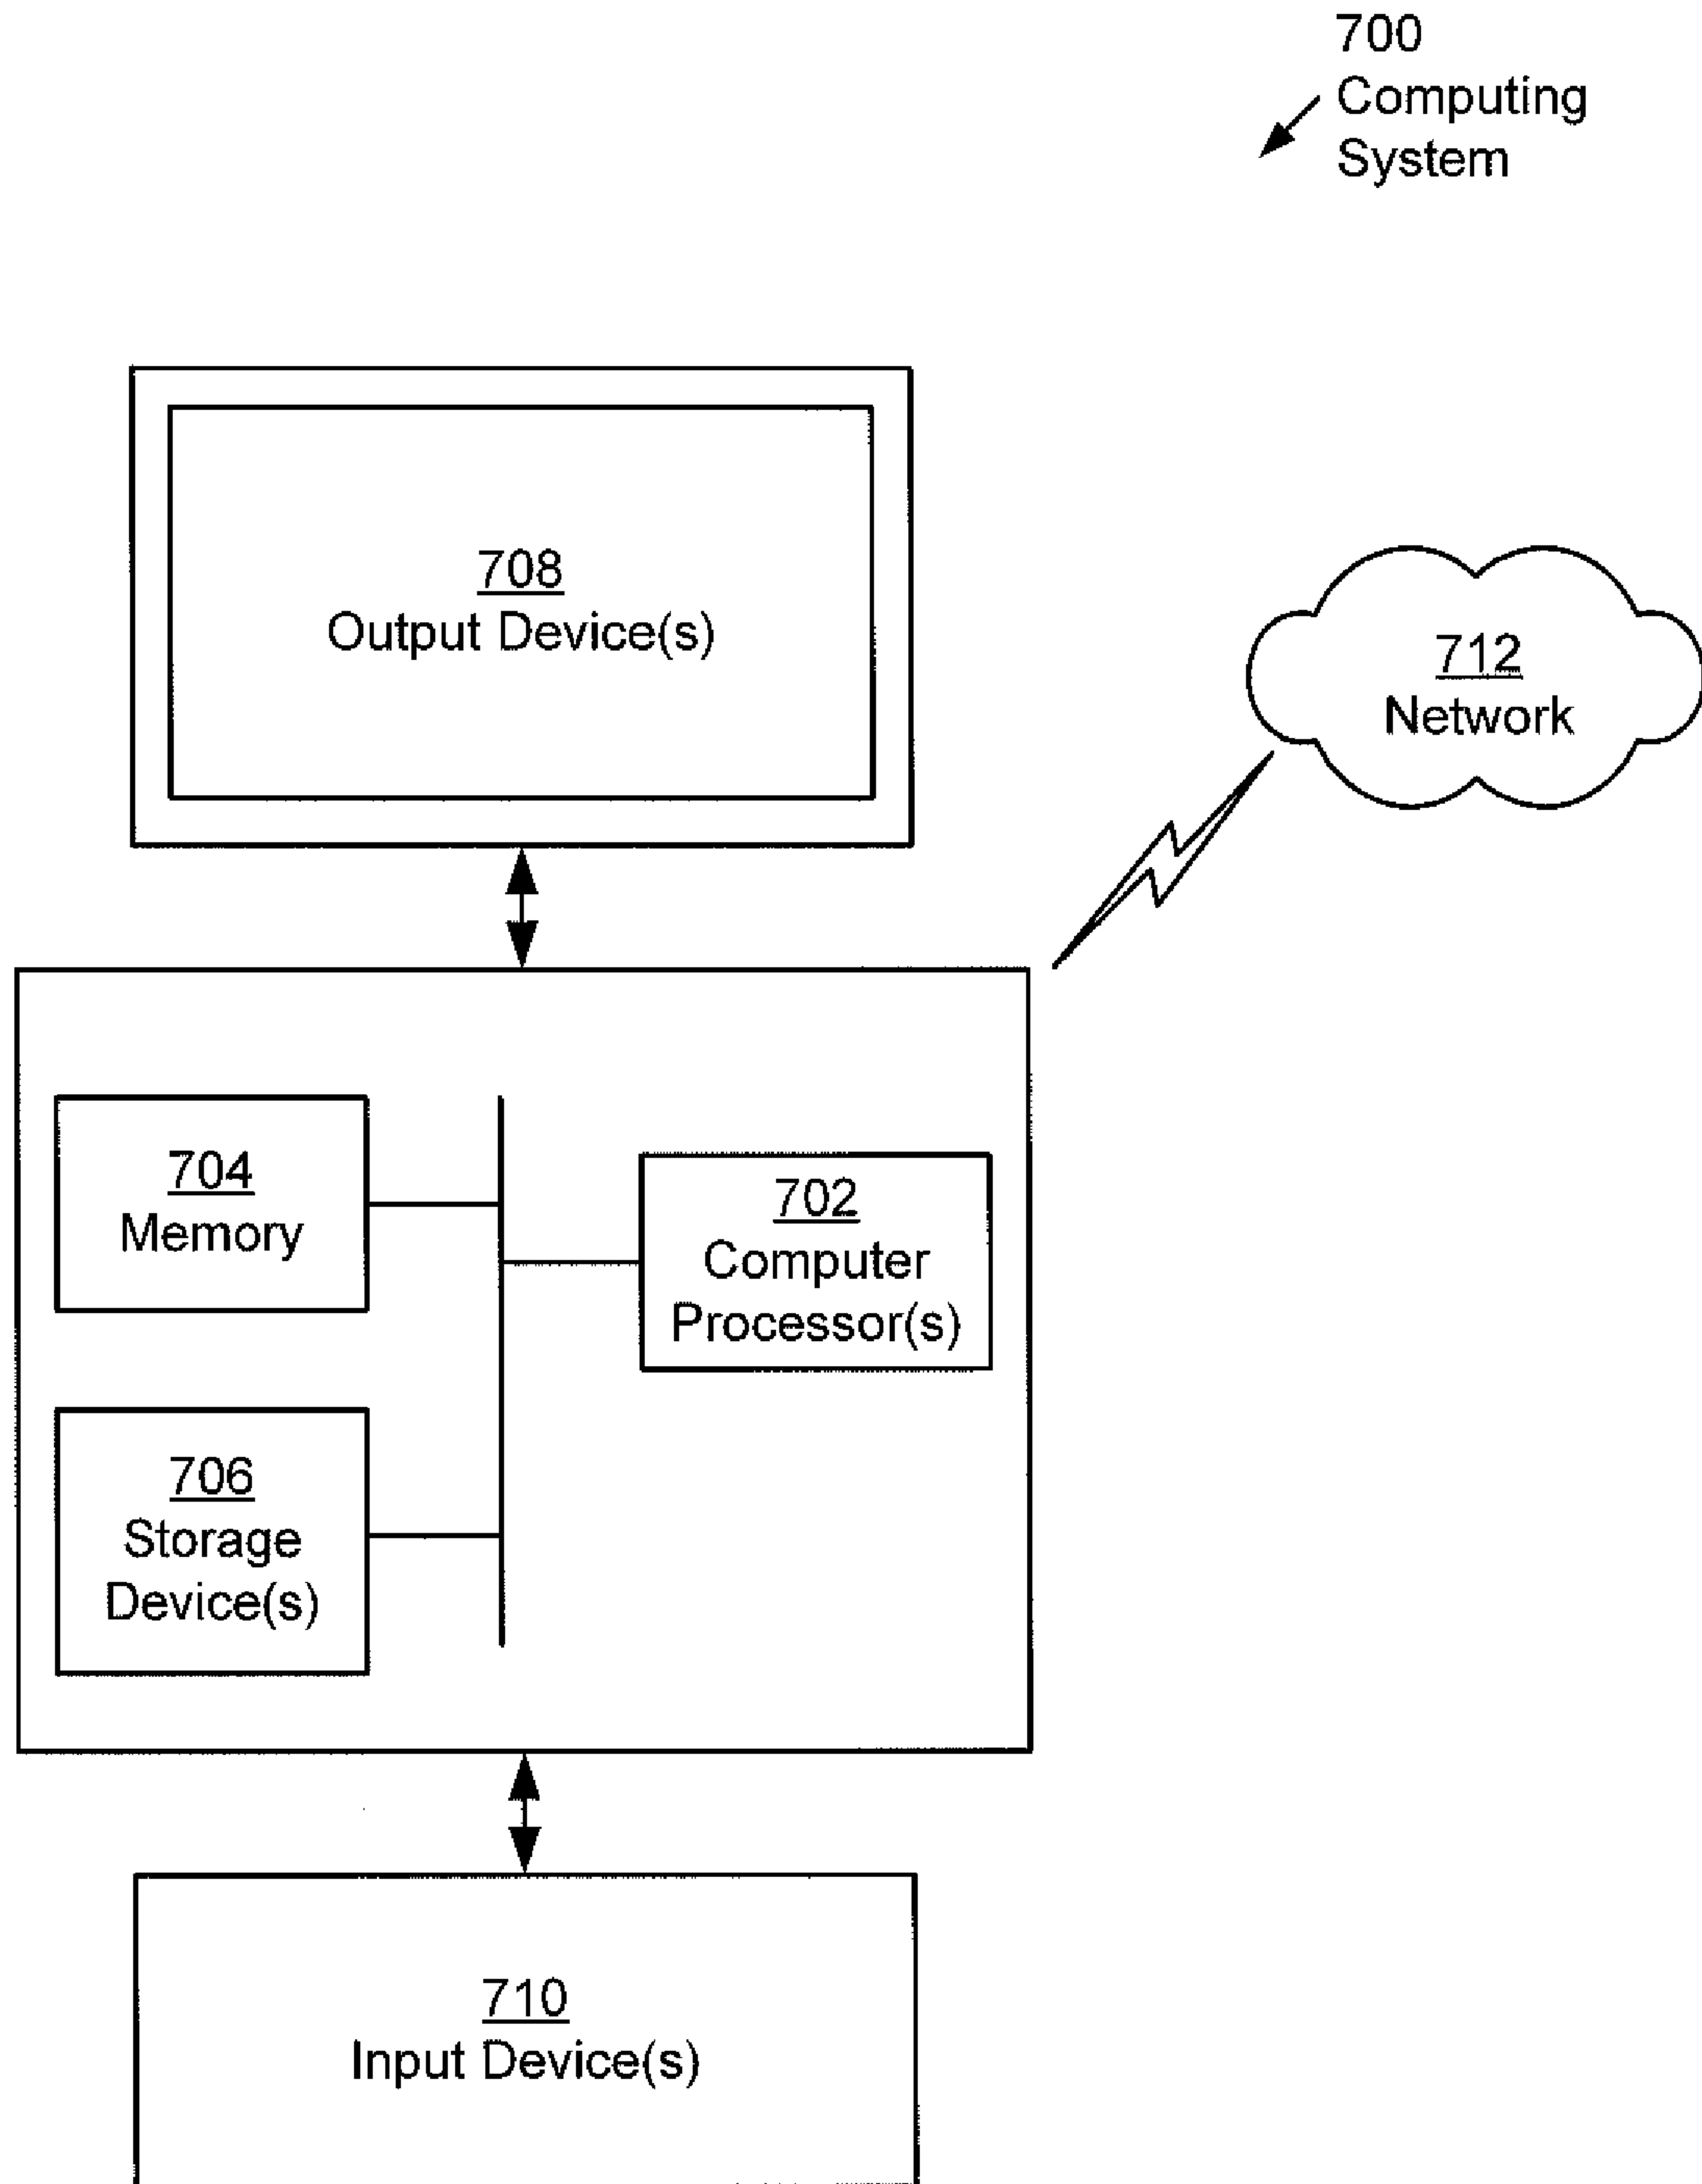 700
Computing
System
708
Output Device(s)
712
Network
704
Memory
702
Computer
Processor(s)
706
Storage
Device(s)
710
Input Device(s)